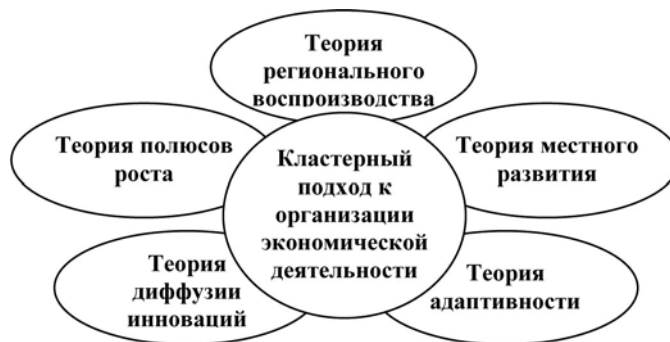 Теория
регионального
воспроизводства
Теория полюсов
роста
Кластерный
подход к
организации
экономической
деятельности
Теория местного
развития
Теория
диффузии
инноваций
Теория
адаптивности